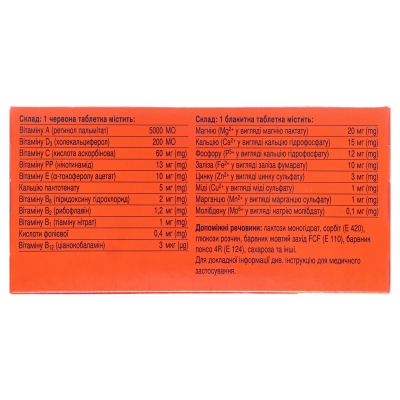 Склад: 1 червона таблетка містить:
Вітаміну А (ретинол пальмітат) 5000 МО
Вітаміну D₃ (холекальциферол) 200 МО
Вітаміну С (кислота аскорбінова) 60 мг (mg)
Вітаміну РР (нікотинамід) 13 мг (mg)
Вітаміну Е (α-токоферолу ацетат) 10 мг (mg)
Кальцію пантотенату 5 мг (mg)
Вітаміну В₆ (піридоксину гідрохлорид) 2 мг (mg)
Вітаміну В₂ (рибофлавін) 1,2 мг (mg)
Вітаміну В₁ (тіаміну нітрат) 1 мг (mg)
Кислоти фолієвої 0,4 мг (mg)
Вітаміну В₁₂ (ціанокобаламін) 3 мкг (µg)
Склад: 1 блакитна таблетка містить:
Магнію (Mg²⁺ у вигляді магнію лактату) 20 мг (mg)
Кальцію (Ca²⁺ у вигляді кальцію гідрофосфату) 15 мг (mg)
Фосфору (P⁵⁺ у вигляді кальцію гідрофосфату) 12 мг (mg)
Заліза (Fe²⁺ у вигляді заліза фумарату) 10 мг (mg)
Цинку (Zn²⁺ у вигляді цинку сульфату) 3 мг (mg)
Міді (Cu²⁺ у вигляді міді сульфату) 1 мг (mg)
Марганцю (Mn²⁺ у вигляді марганцю сульфату) 1 мг (mg)
Молібдену (Mo⁶⁺ у вигляді натрію молібдату) 0,1 мг (mg)
Допоміжні речовини: лактози моногідрат, сорбіт (Е 420),
глюкози розчин, барвник жовтий захід FCF (Е 110), барвник
понсо 4R (Е 124), сахароза та інші.
Для докладної інформації див. інструкцію для медичного
застосування.